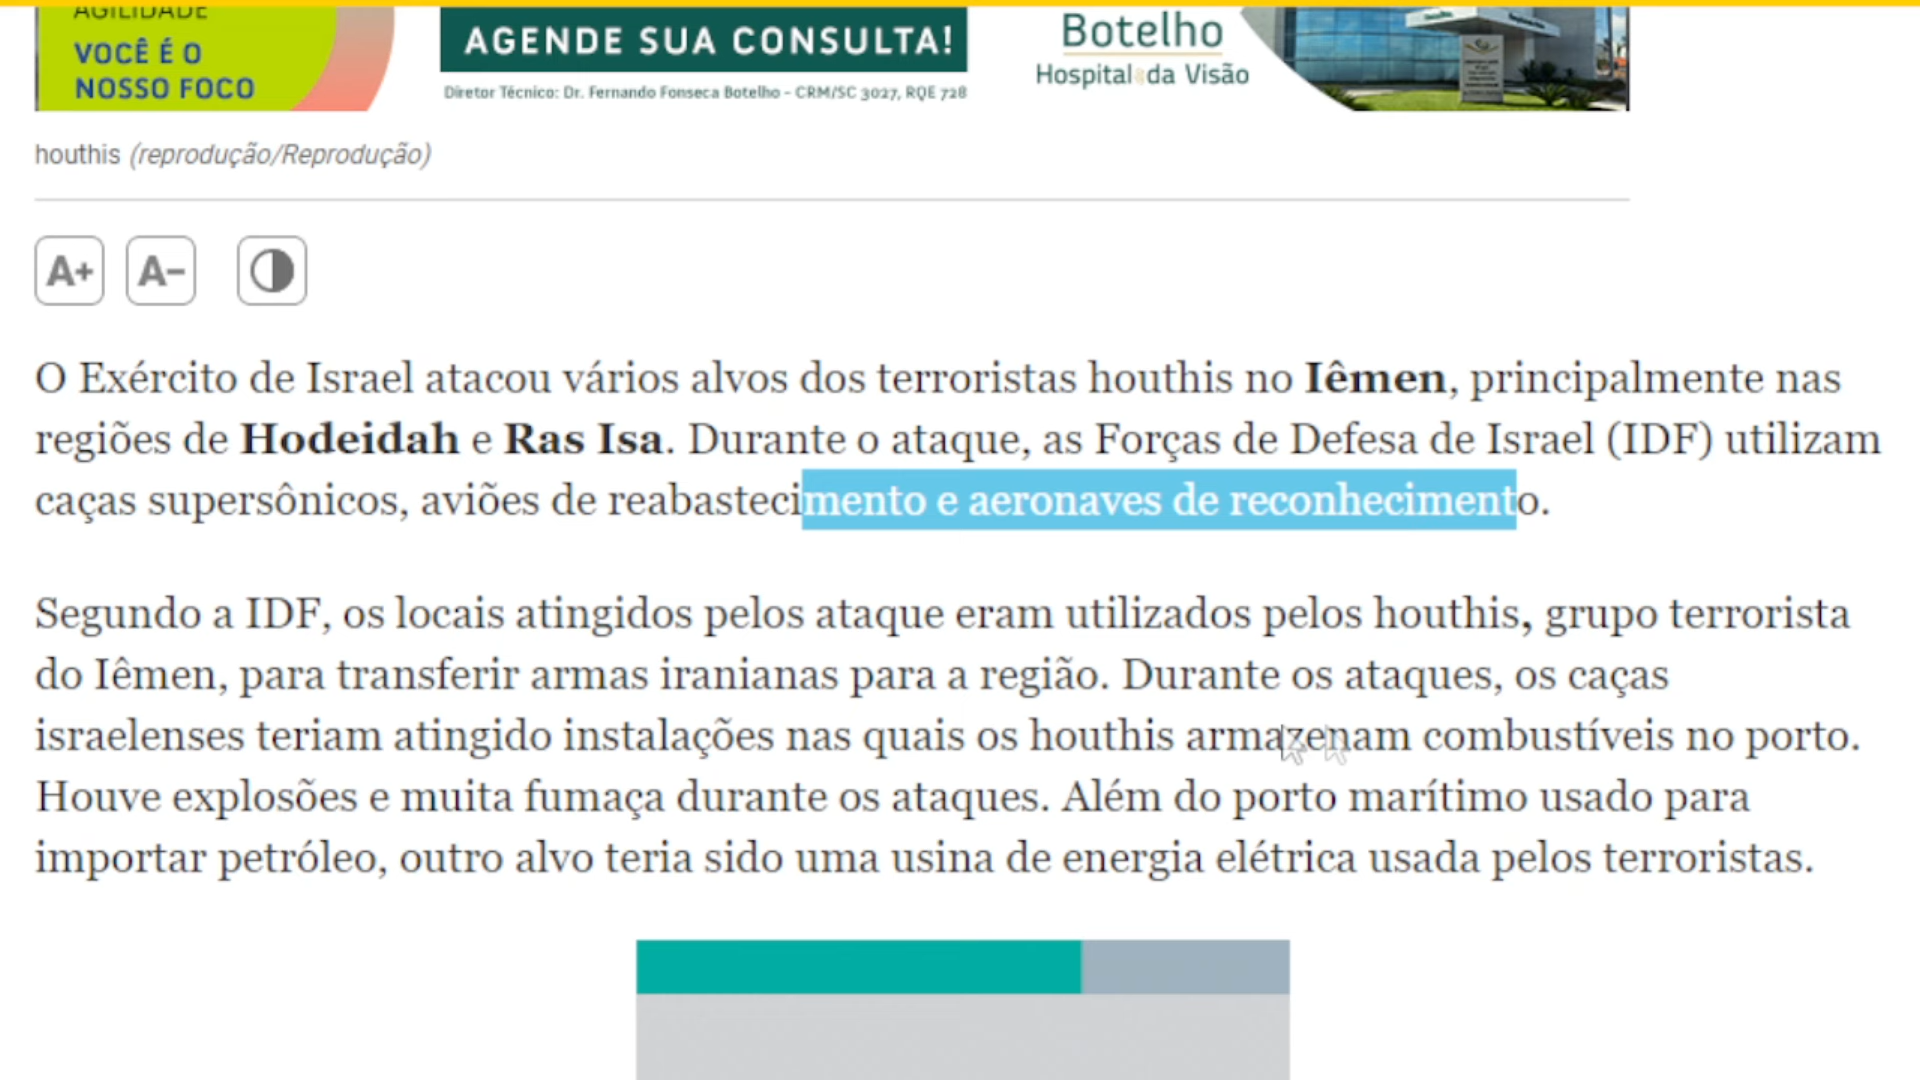 AGILIDADE
VOCÊ É O
NOSSO FOCO
AGENDE SUA CONSULTA!
Diretor Técnico: Dr. Fernando Fonseca Botelho - CRM/SC 3027, RQE 728
Botelho
Hospital da Visão
houthis (reprodução/Reprodução)
A+ A-
O Exército de Israel atacou vários alvos dos terroristas houthis no Iêmen, principalmente nas
regiões de Hodeidah e Ras Isa. Durante o ataque, as Forças de Defesa de Israel (IDF) utilizam
caças supersônicos, aviões de reabastecimento e aeronaves de reconhecimento.
Segundo a IDF, os locais atingidos pelos ataque eram utilizados pelos houthis, grupo terrorista
do Iêmen, para transferir armas iranianas para a região. Durante os ataques, os caças
israelenses teriam atingido instalações nas quais os houthis armazenam combustíveis no porto.
Houve explosões e muita fumaça durante os ataques. Além do porto marítimo usado para
importar petróleo, outro alvo teria sido uma usina de energia elétrica usada pelos terroristas.